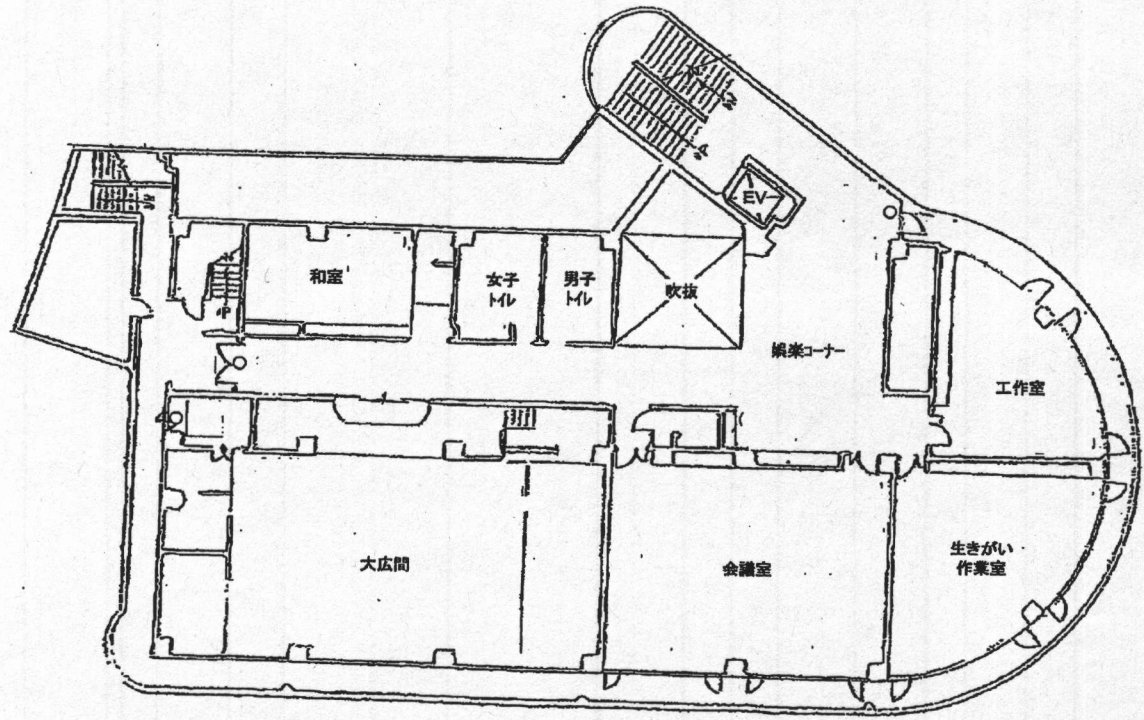 EV
和室
女子
トイレ
男子
トイレ
吹抜
娯楽コーナー
工作室
大広間
会議室
生きがい
作業室